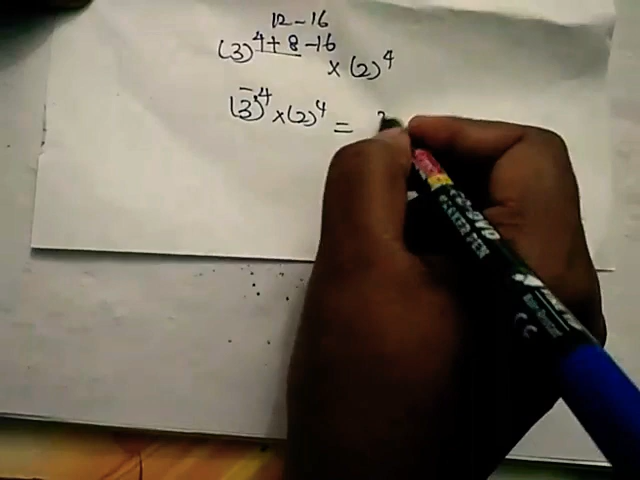 12-16
(3)^4+8-16 × (2)^4
(3)^-4 × (2)^4 =